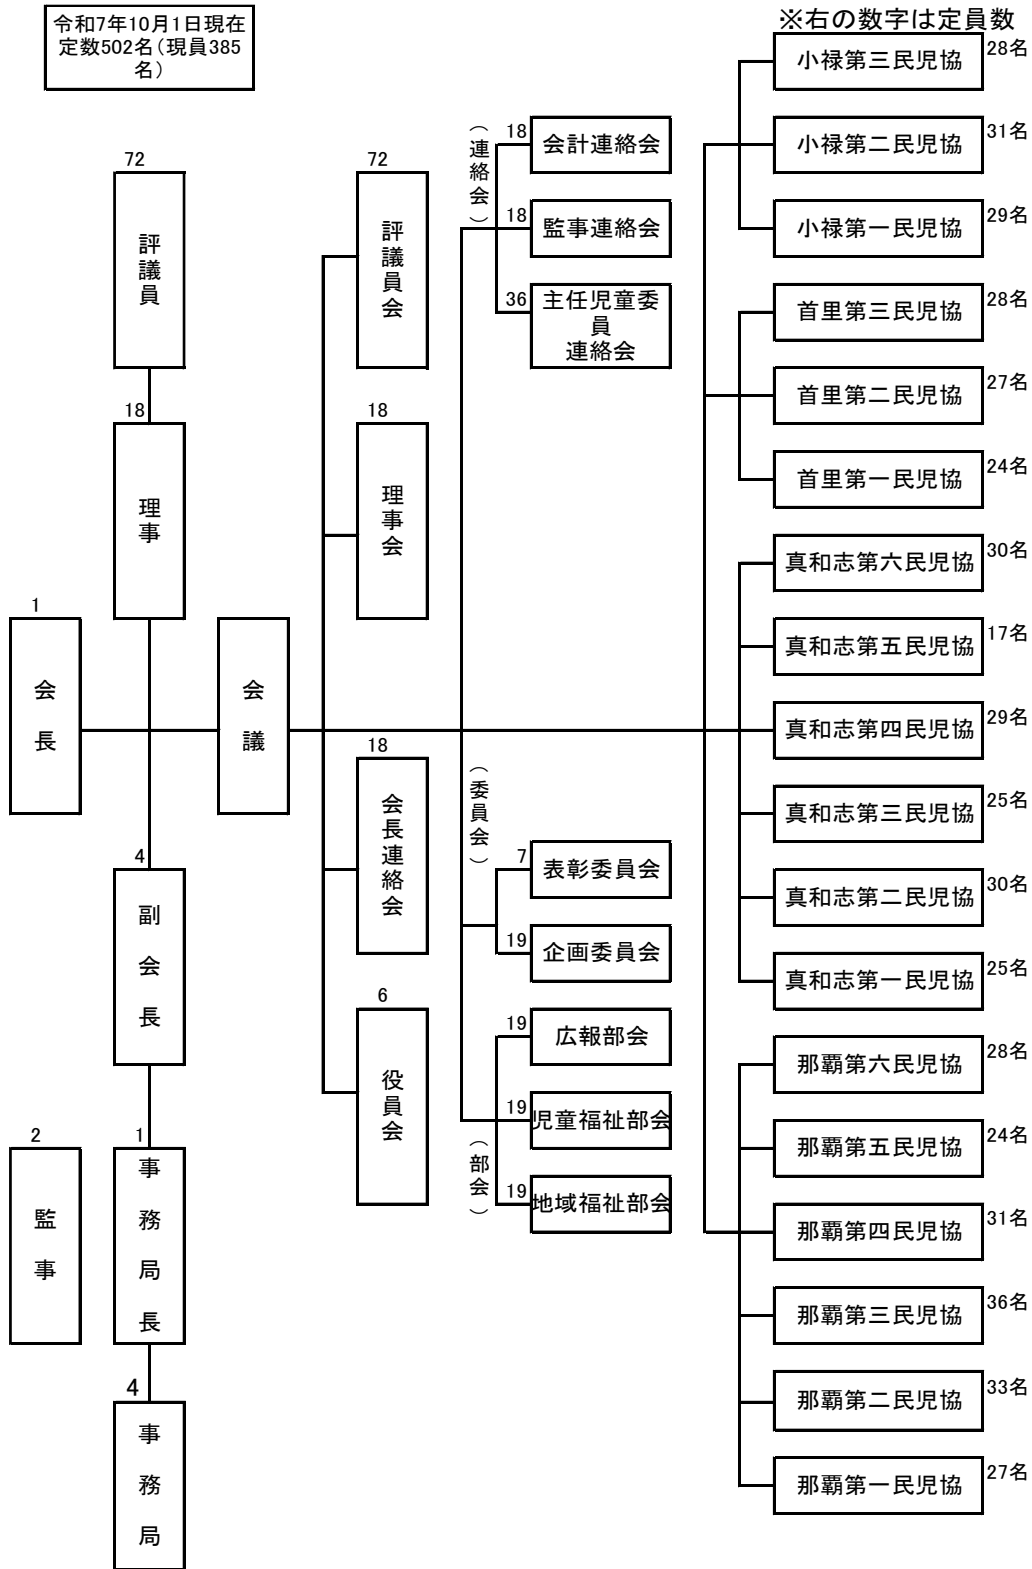 令和7年10月1日現在
定数502名（現員385
名）
※右の数字は定員数
72
評議員
18
理事
1
会長
4
副会長
2
監事
1
事務局長
4
事務局
会議
72
評議員会
18
理事会
18
会長連絡会
6
役員会
（連絡会）
18
会計連絡会
18
監事連絡会
36
主任児童委
員
連絡会
（委員会）
7
表彰委員会
19
企画委員会
（部会）
19
広報部会
19
児童福祉部会
19
地域福祉部会
小禄第三民児協
28名
小禄第二民児協
31名
小禄第一民児協
29名
首里第三民児協
28名
首里第二民児協
27名
首里第一民児協
24名
真和志第六民児協
30名
真和志第五民児協
17名
真和志第四民児協
29名
真和志第三民児協
25名
真和志第二民児協
30名
真和志第一民児協
25名
那覇第六民児協
28名
那覇第五民児協
24名
那覇第四民児協
31名
那覇第三民児協
36名
那覇第二民児協
33名
那覇第一民児協
27名